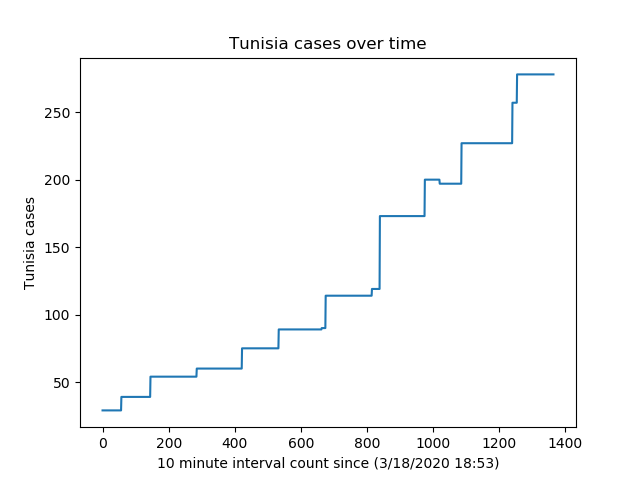 Tunisia cases over time
Tunisia cases
250
200
150
100
50
0 200 400 600 800 1000 1200 1400
10 minute interval count since (3/18/2020 18:53)